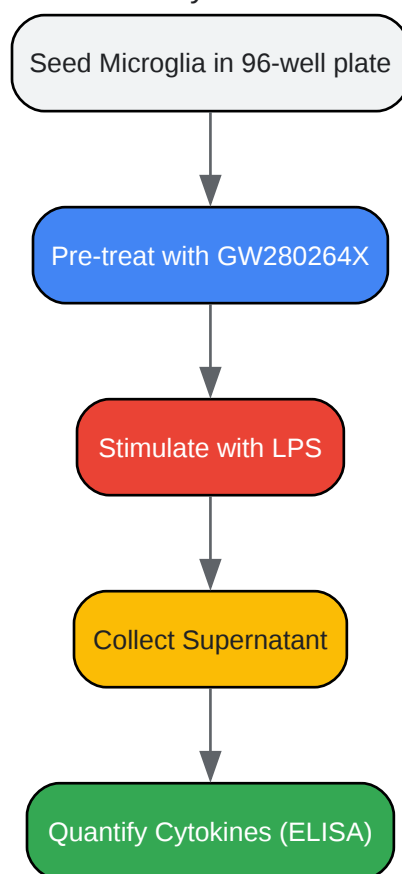 Seed Microglia in 96-well plate
Pre-treat with GW280264X
Stimulate with LPS
Collect Supernatant
Quantify Cytokines (ELISA)